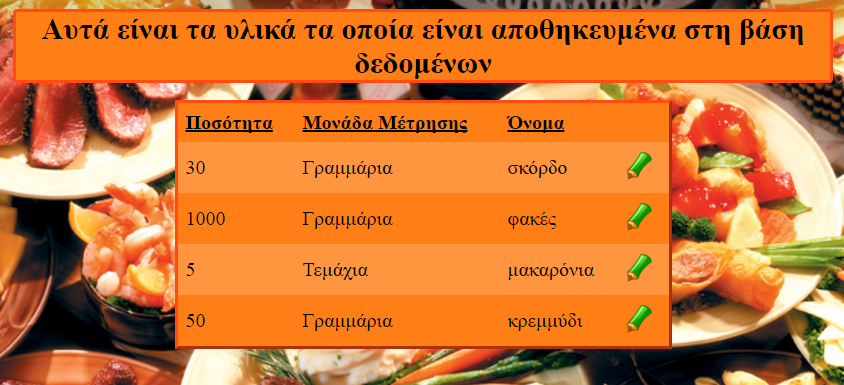 Αυτά είναι τα υλικά τα οποία είναι αποθηκευμένα στη βάση
δεδομένων
Ποσότητα Μονάδα Μέτρησης Όνομα
30 Γραμμάρια σκόρδο
1000 Γραμμάρια φακές
5 Τεμάχια μακαρόνια
50 Γραμμάρια κρεμμύδι